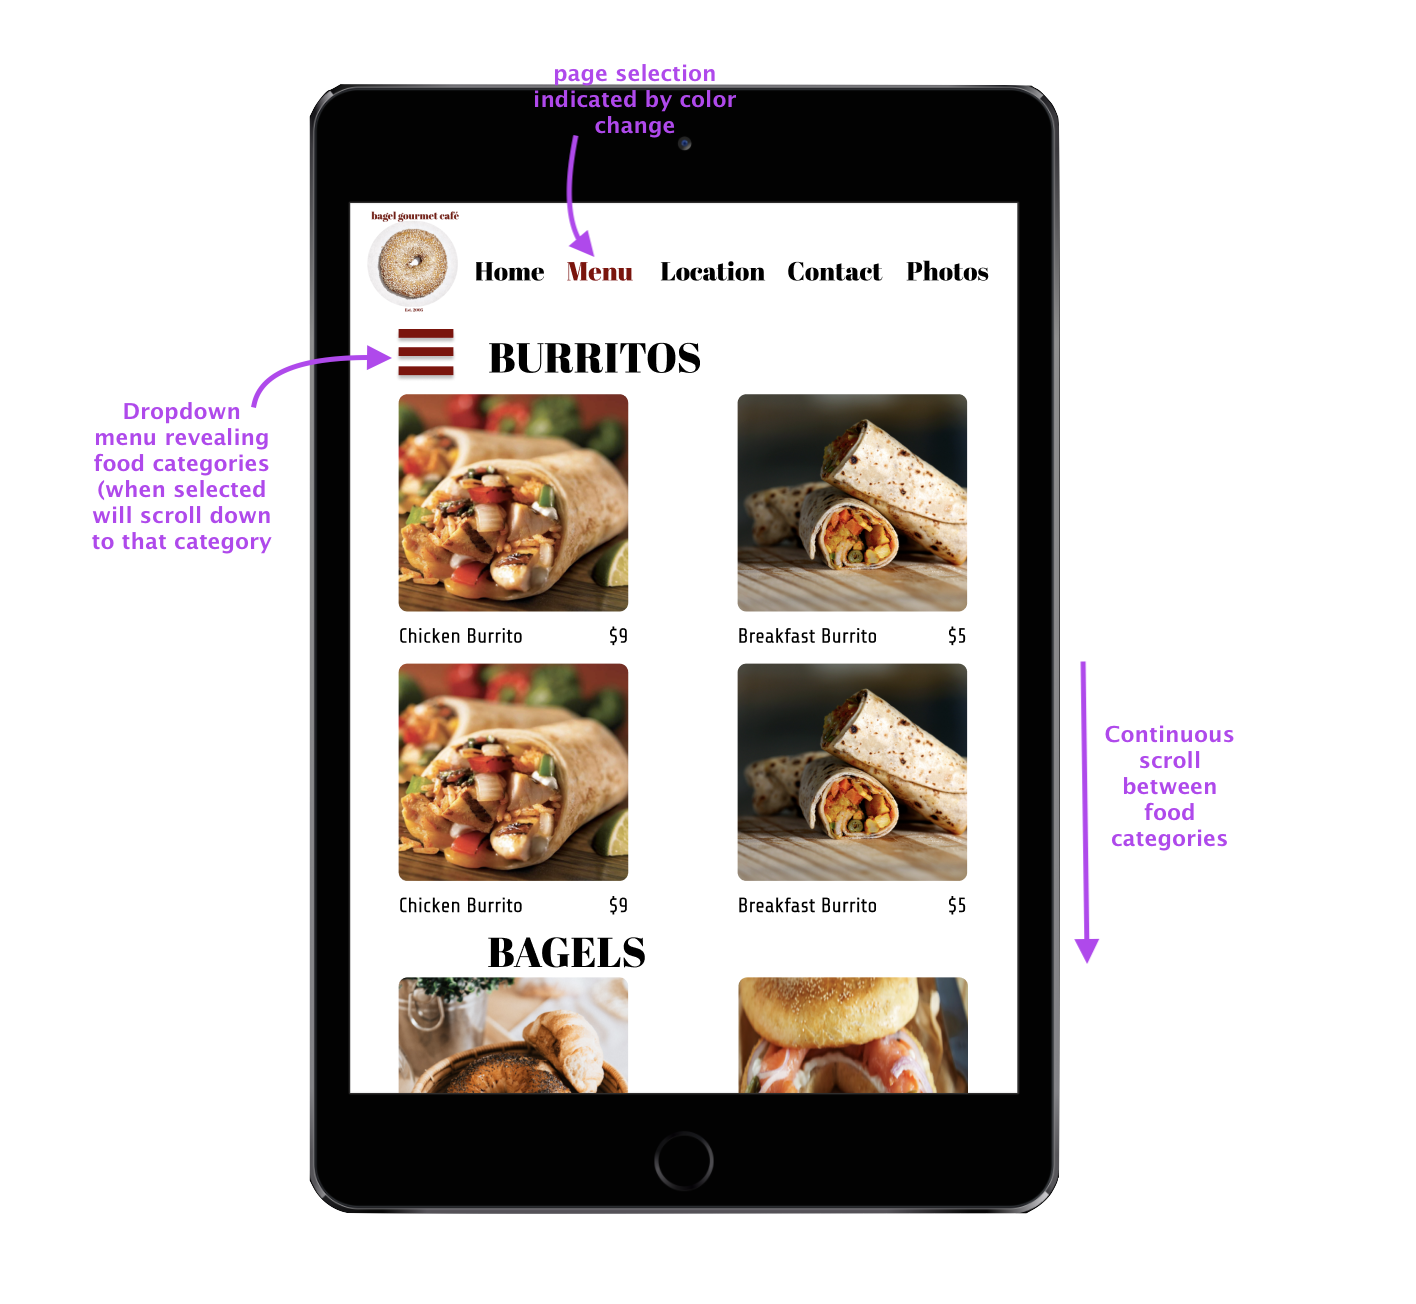 page selection
indicated by color
change
bagel gourmet café
Est. 2005
Home Menu Location Contact Photos
BURRITOS
Dropdown
menu revealing
food categories
(when selected
will scroll down
to that category
Chicken Burrito $9
Breakfast Burrito $5
Chicken Burrito $9
Breakfast Burrito $5
Continuous
scroll
between
food
categories
BAGELS